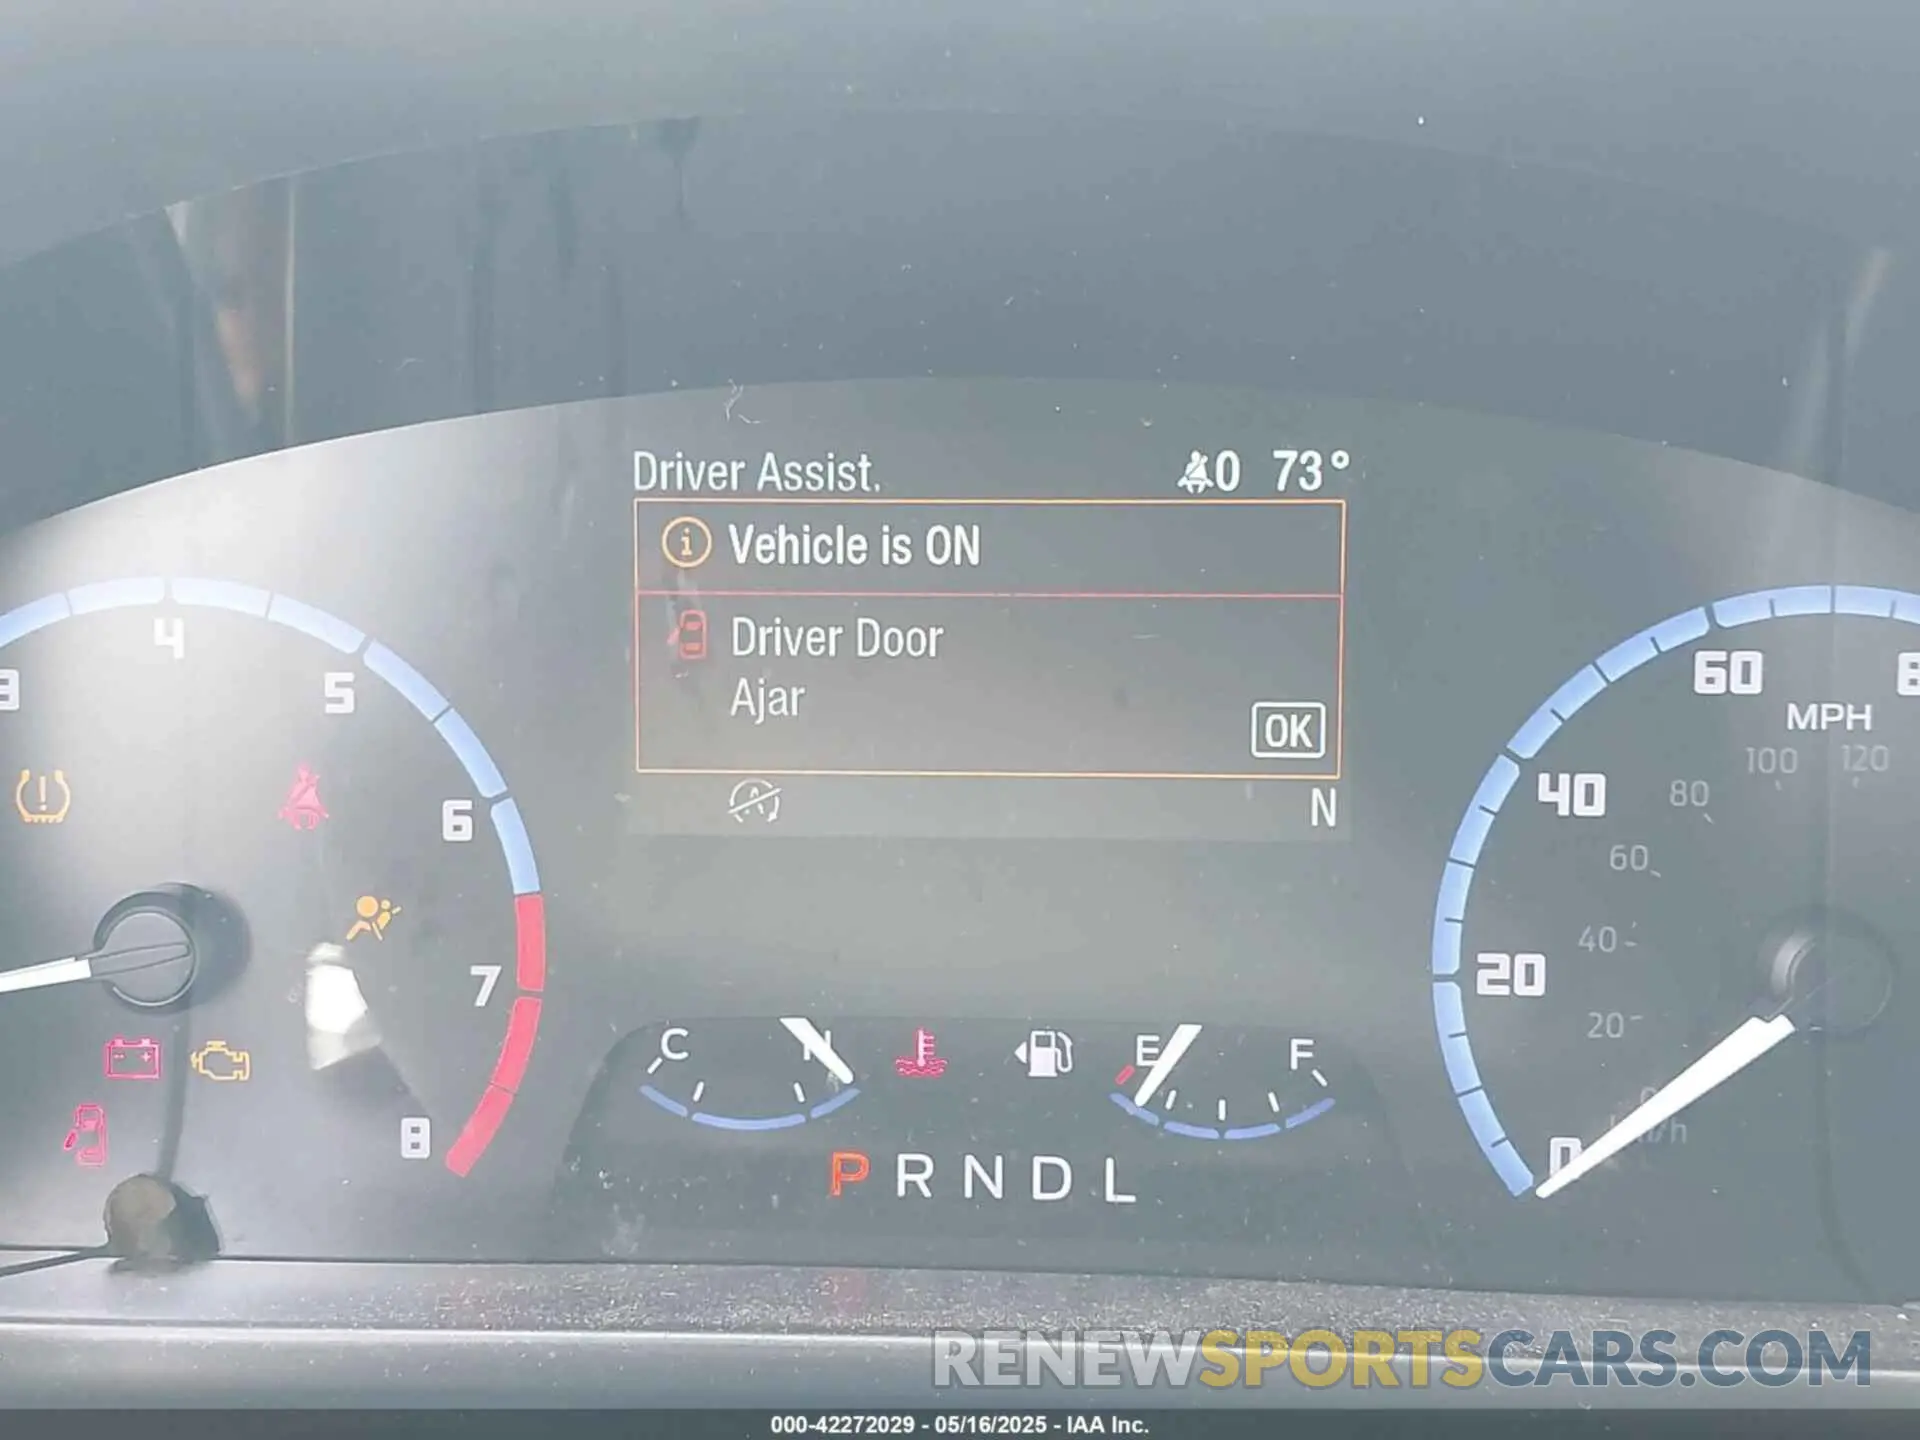 Driver Assist. 0 73°
Vehicle is ON
Driver Door
Ajar
OK
N
3 4 5 6 7 8
C H E F
P R N D L
0 20 40 60
MPH
20 40 60 80 100 120
RENEWSPORTSCARS.COM
000-42272029 - 05/16/2025 - IAA Inc.